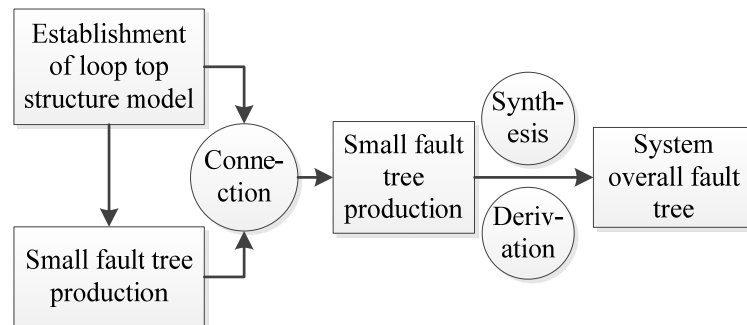 Establishment
of loop top
structure model
Small fault tree
production
Conne-
ction
Small fault
tree
production
Synth-
esis
Deriv-
ation
System
overall fault
tree